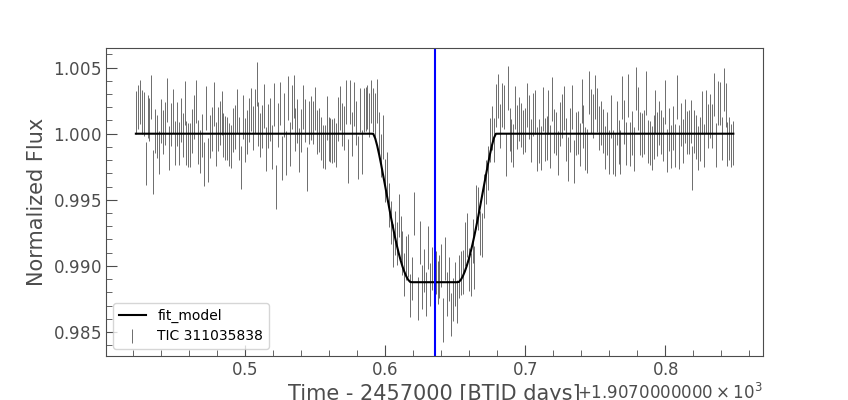 1.005
1.000
0.995
0.990
0.985
Normalized Flux
fit_model
TIC 311035838
0.5 0.6 0.7 0.8
Time - 2457000 [BTJD days]
+1.9070000000 × 10³